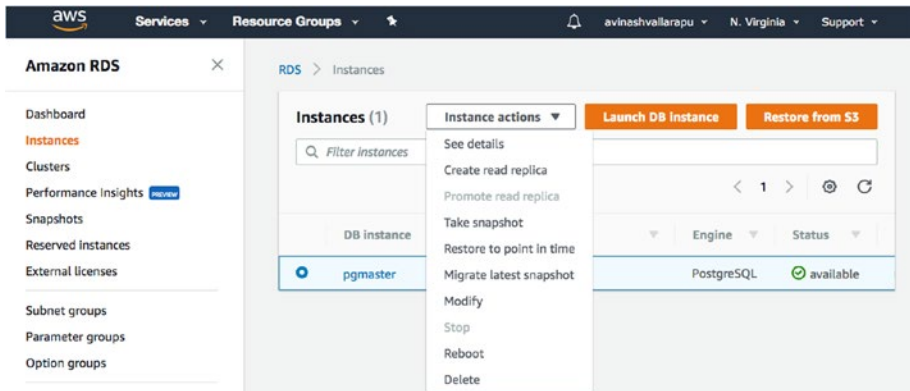 aws
Services Resource Groups avinashvallarapu N. Virginia Support
Amazon RDS
Dashboard
Instances
Clusters
Performance Insights PREVIEW
Snapshots
Reserved instances
External licenses
Subnet groups
Parameter groups
Option groups
RDS > Instances
Instances (1) Instance actions Launch DB instance Restore from S3
Filter instances
< 1 >
DB instance Engine Status
pgmaster PostgreSQL available
See details
Create read replica
Promote read replica
Take snapshot
Restore to point in time
Migrate latest snapshot
Modify
Stop
Reboot
Delete